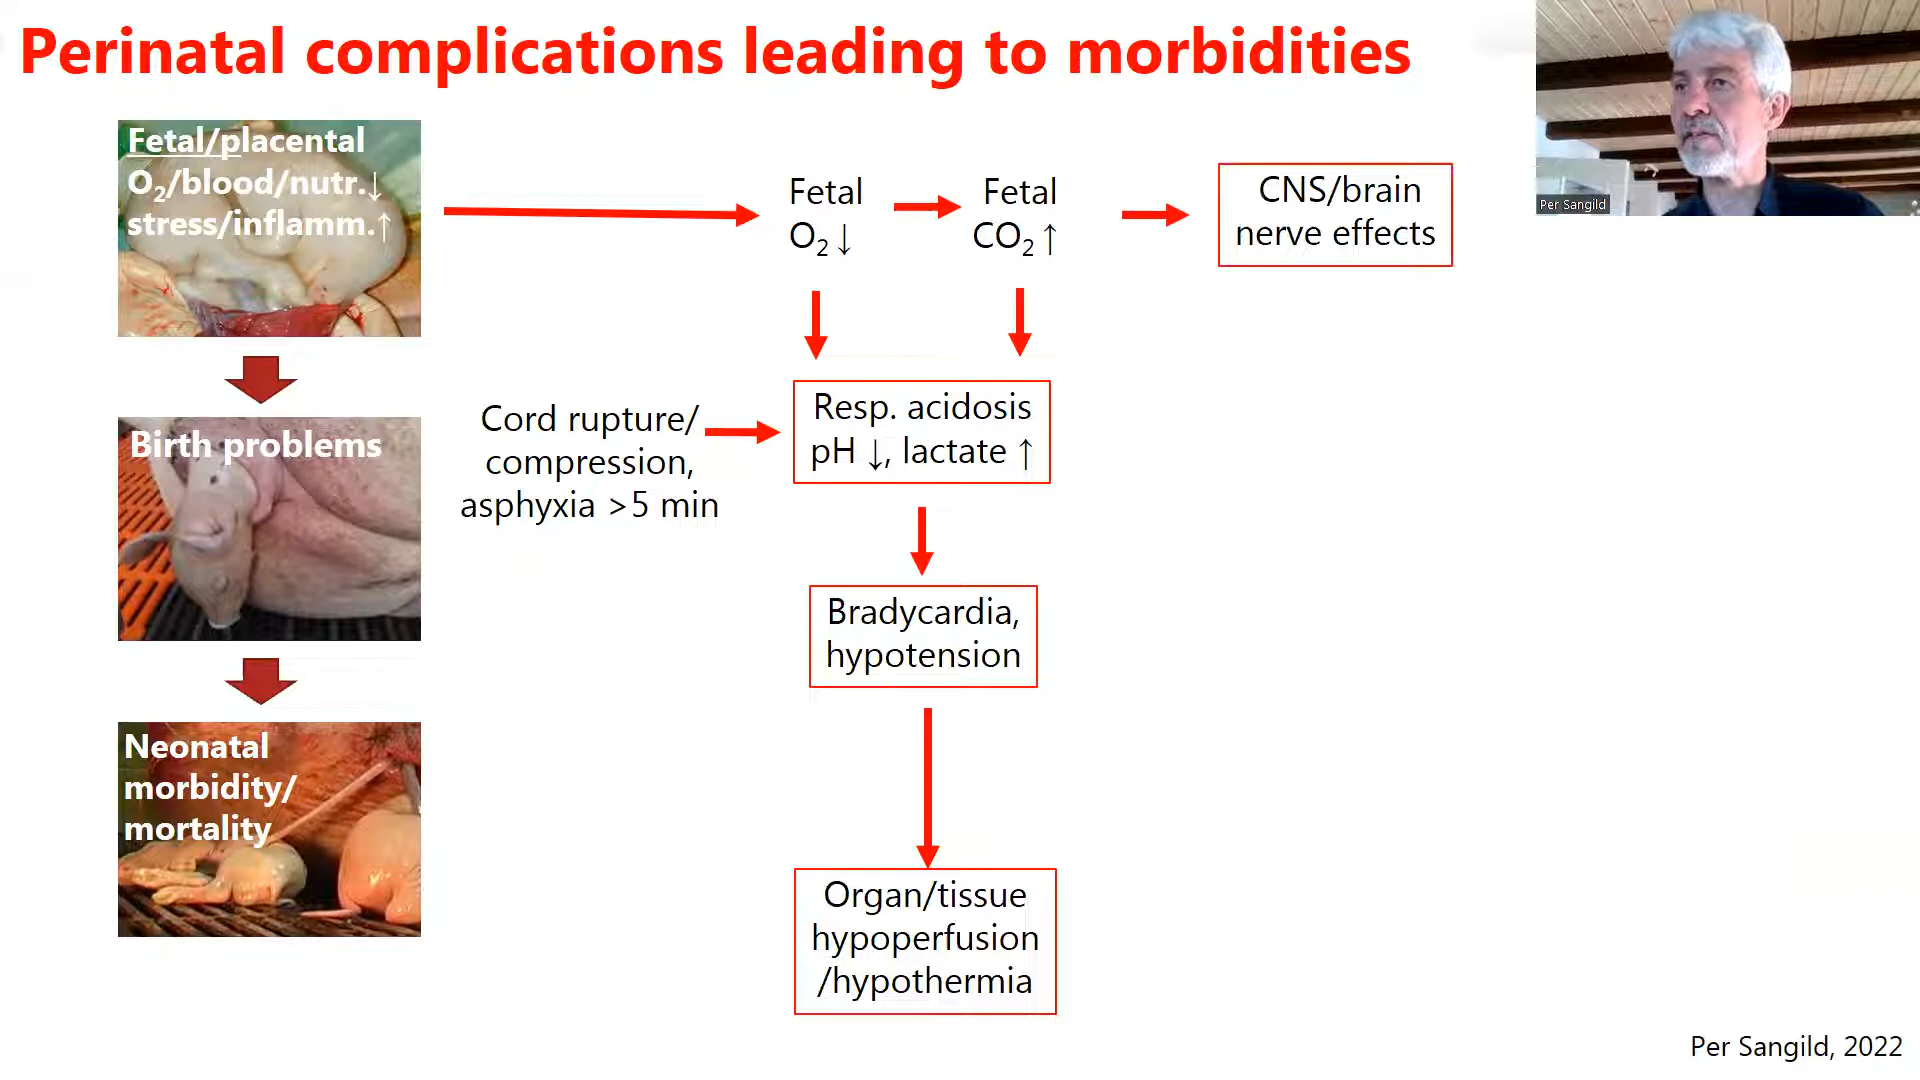 Perinatal complications leading to morbidities
Per Sangild
Fetal/placental
O₂/blood/nutr.↓
stress/inflamm.↑
Fetal
O₂ ↓
Fetal
CO₂ ↑
CNS/brain
nerve effects
Birth problems
Cord rupture/
compression,
asphyxia >5 min
Resp. acidosis
pH ↓, lactate ↑
Bradycardia,
hypotension
Neonatal
morbidity/
mortality
Organ/tissue
hypoperfusion
/hypothermia
Per Sangild, 2022